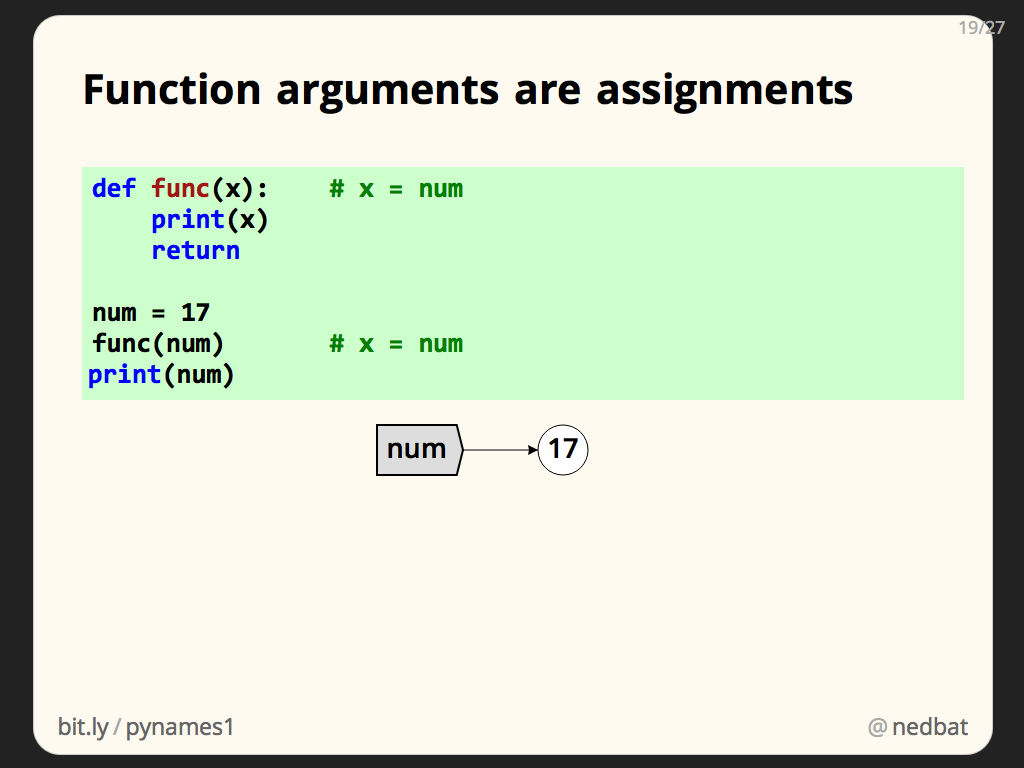 19/27
Function arguments are assignments
def func(x):    # x = num
    print(x)
    return
num = 17
func(num)       # x = num
print(num)
num 17
bit.ly/pynames1 @nedbat